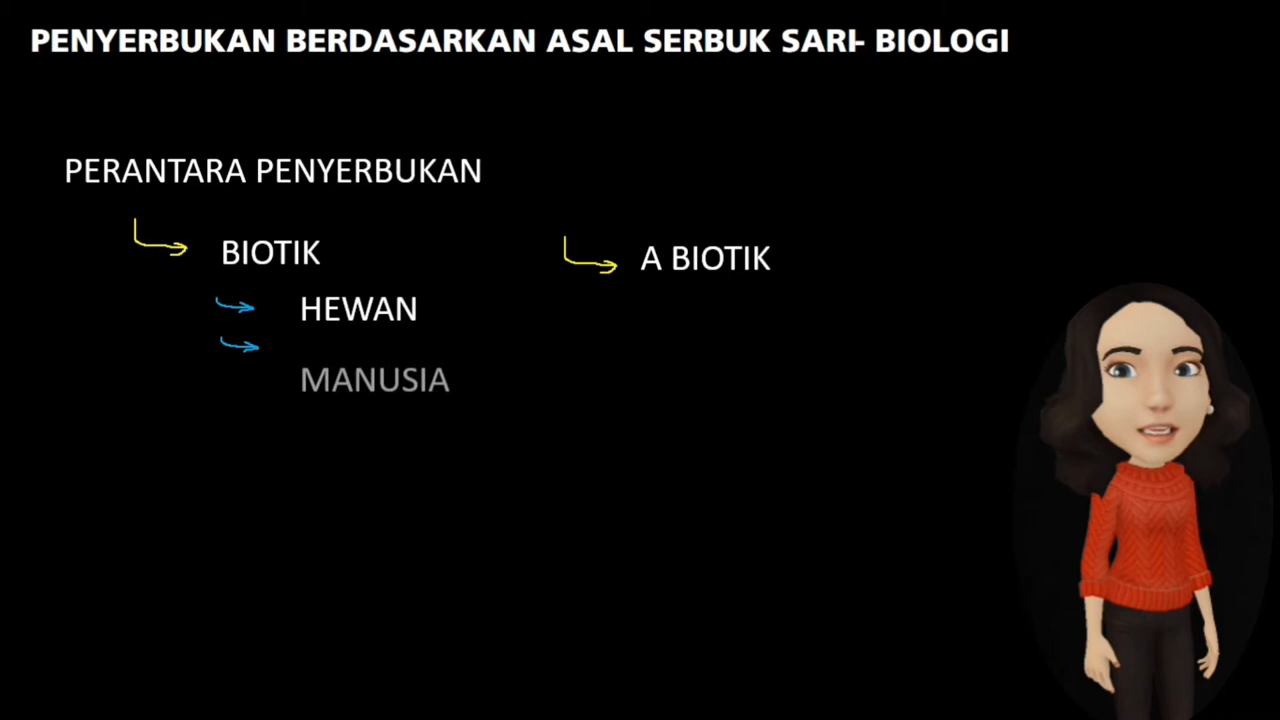 PENYERBUKAN BERDASARKAN ASAL SERBUK SARI- BIOLOGI
PERANTARA PENYERBUKAN
BIOTIK
A BIOTIK
HEWAN
MANUSIA